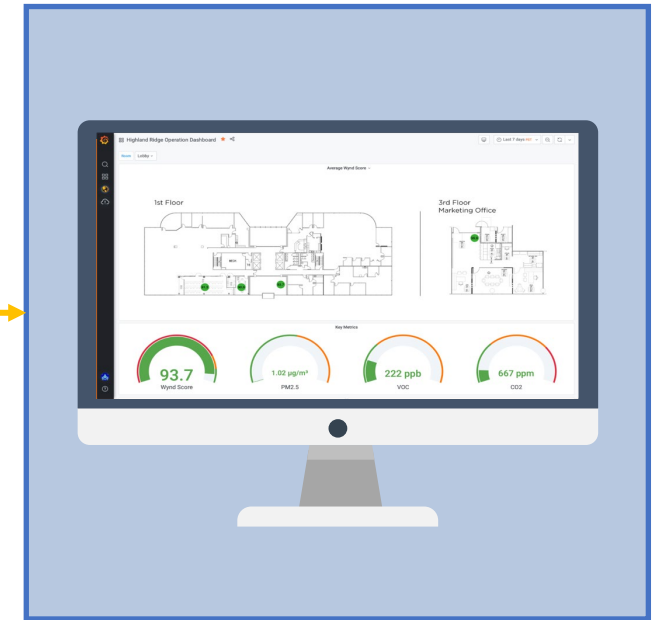 Highland Ridge Operation Dashboard
Last 7 days
Room Lobby
Average Wynd Score
1st Floor
3rd Floor
Marketing Office
Key Metrics
93.7
Wynd Score
1.02 µg/m³
PM2.5
222 ppb
VOC
667 ppm
CO2